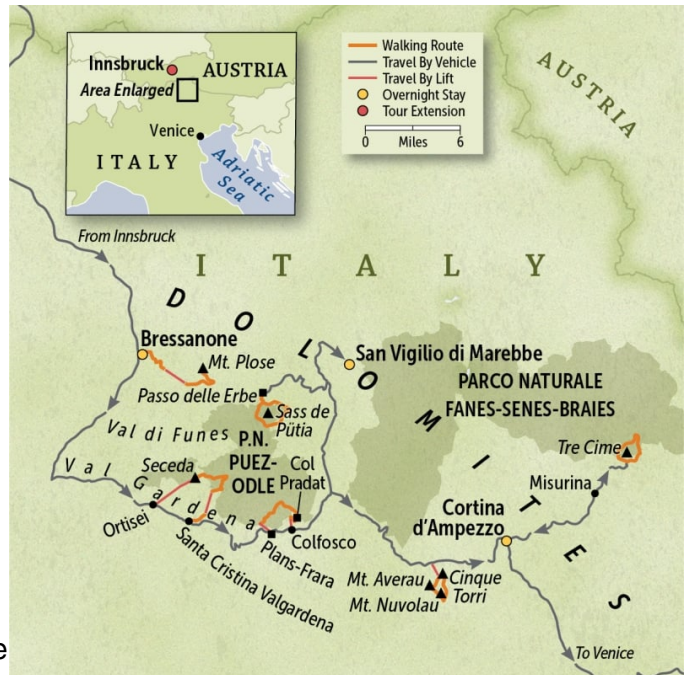 Innsbruck
AUSTRIA
Area Enlarged
Venice
ITALY
Adriatic
Sea
Walking Route
Travel By Vehicle
Travel By Lift
Overnight Stay
Tour Extension
0 Miles 6
AUSTRIA
From Innsbruck
ITALY
DOLOMITES
Bressanone
Mt. Plose
San Vigilio di Marebbe
PARCO NATURALE
FANES-SENES-BRAIES
Passo delle Erbe
Sass de
Pütia
Val di Funes
P.N.
PUEZ-
ODLE
Tre Cime
Seceda
Col
Pradat
Val Gardena
Misurina
Ortisei
Cortina
d'Ampezzo
Santa Cristina Valgardena
Plans-Frara
Colfosco
Mt. Averau
Cinque
Torri
Mt. Nuvolau
To Venice
e